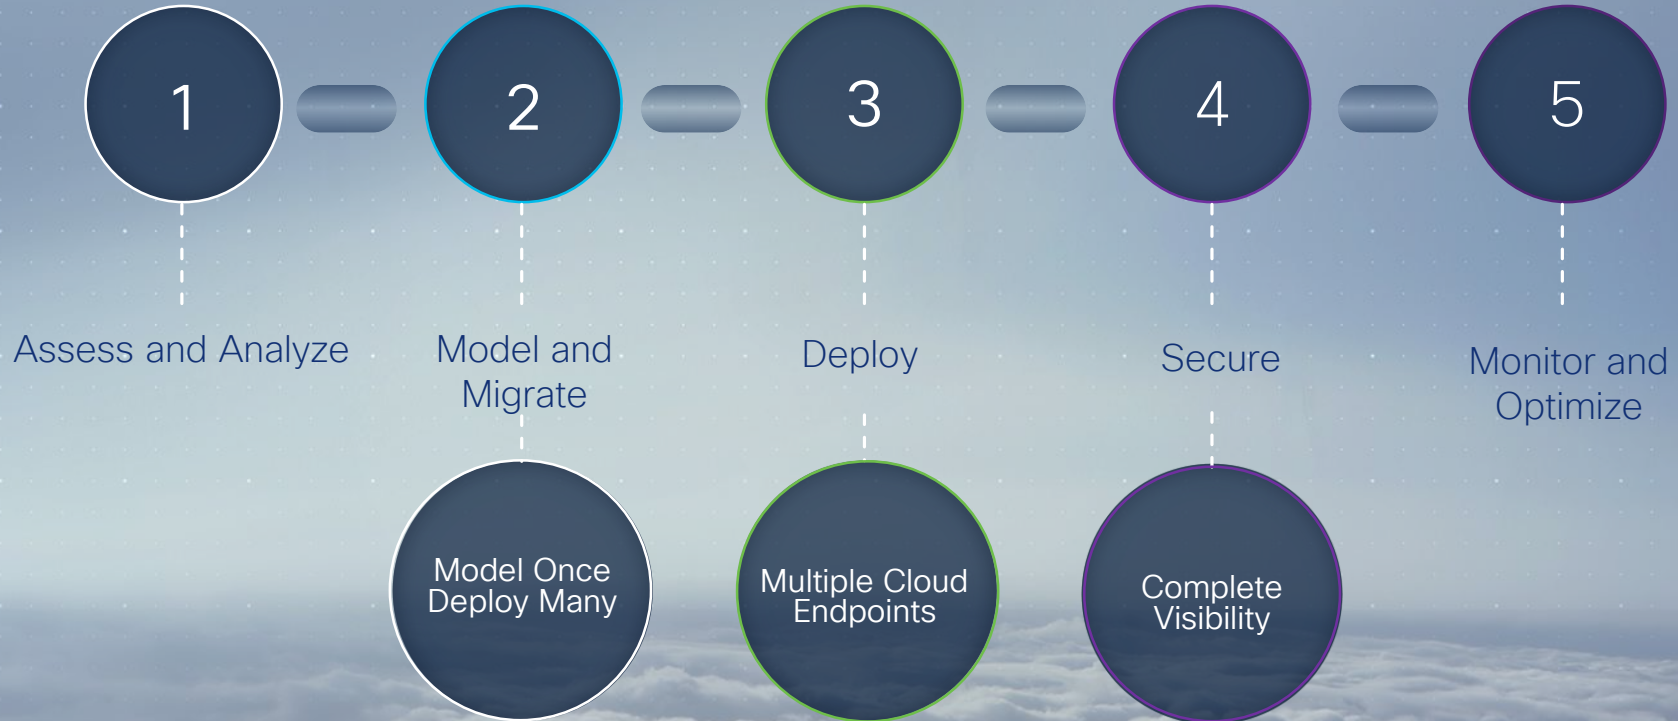 1
2
3
4
5
Assess and Analyze
Model and
Migrate
Deploy
Secure
Monitor and
Optimize
Model Once
Deploy Many
Multiple Cloud
Endpoints
Complete
Visibility